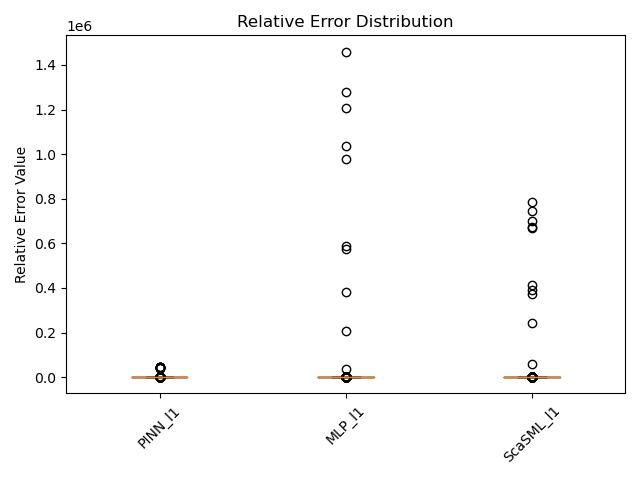 Relative Error Distribution
1e6
1.4
1.2
1.0
0.8
0.6
0.4
0.2
0.0
Relative Error Value
PINN_l1
MLP_l1
ScaSML_l1